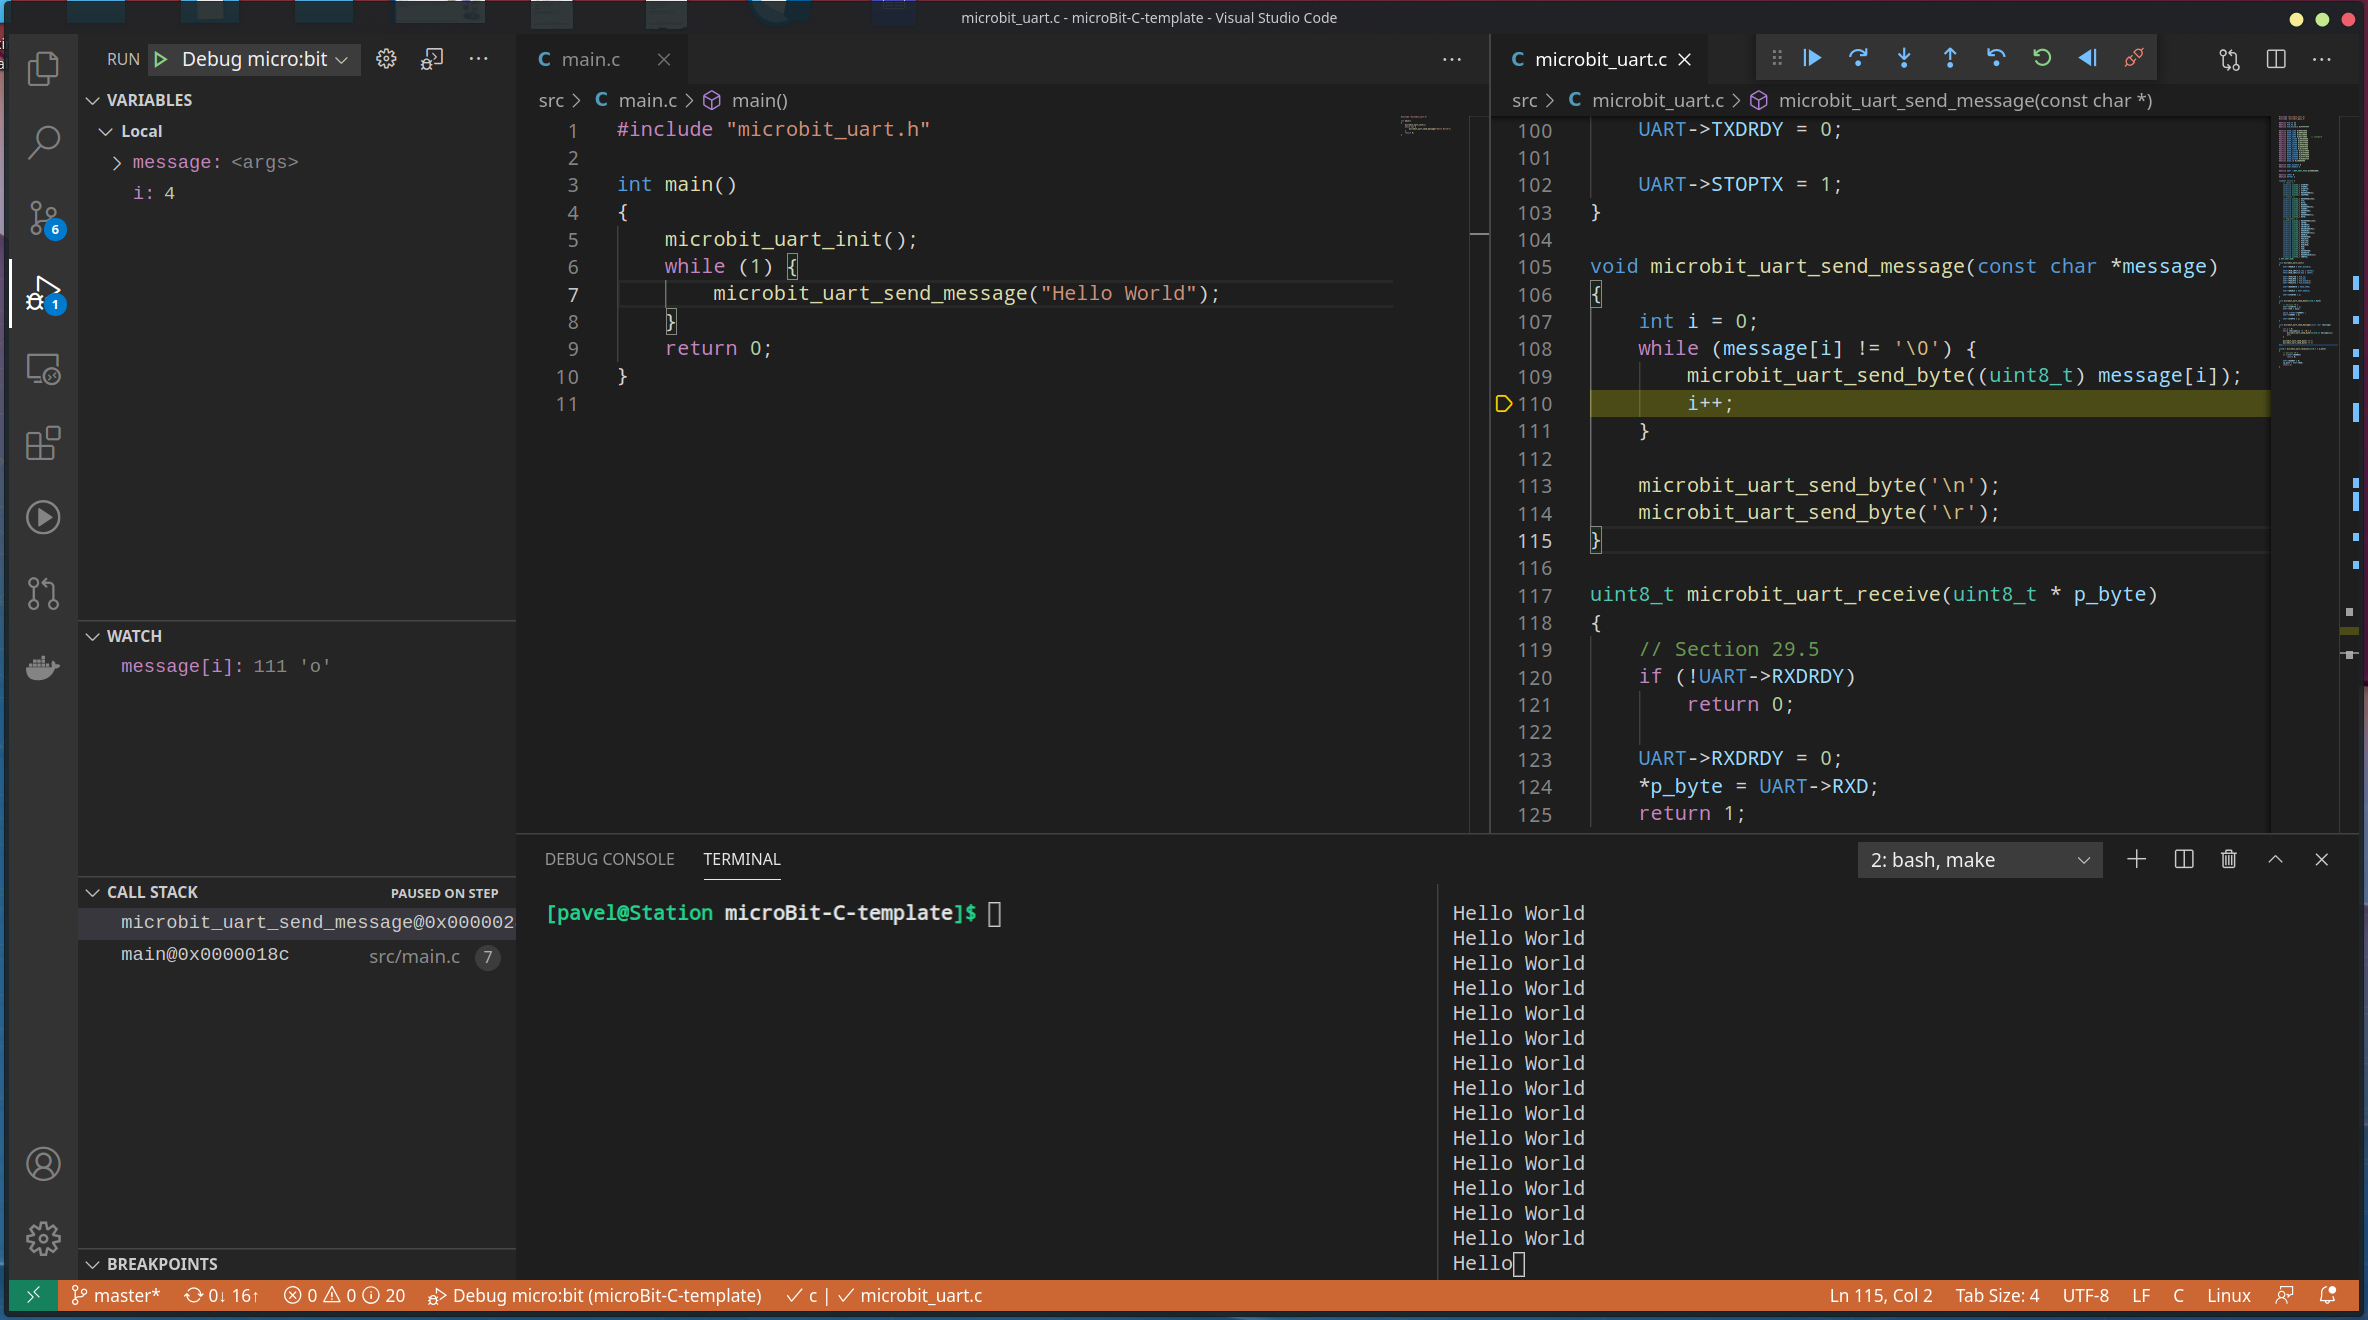 microbit_uart.c - microBit-C-template - Visual Studio Code
RUN Debug micro:bit
VARIABLES
Local
message: <args>
i: 4
WATCH
message[i]: 111 'o'
CALL STACK PAUSED ON STEP
microbit_uart_send_message@0x000002
main@0x0000018c src/main.c 7
BREAKPOINTS
6
1
main.c
src > C main.c > main()
1 #include "microbit_uart.h"
2
3 int main()
4 {
5 microbit_uart_init();
6 while (1) {
7 microbit_uart_send_message("Hello World");
8 }
9 return 0;
10 }
11
C microbit_uart.c
src > C microbit_uart.c > microbit_uart_send_message(const char *)
100 UART->TXDRDY = 0;
101
102 UART->STOPTX = 1;
103 }
104
105 void microbit_uart_send_message(const char *message)
106 {
107 int i = 0;
108 while (message[i] != '\0') {
109 microbit_uart_send_byte((uint8_t) message[i]);
110 i++;
111 }
112
113 microbit_uart_send_byte('\n');
114 microbit_uart_send_byte('\r');
115 }
116
117 uint8_t microbit_uart_receive(uint8_t * p_byte)
118 {
119 // Section 29.5
120 if (!UART->RXDRDY)
121 return 0;
122
123 UART->RXDRDY = 0;
124 *p_byte = UART->RXD;
125 return 1;
DEBUG CONSOLE TERMINAL
2: bash, make
[pavel@Station microBit-C-template]$
Hello World
Hello World
Hello World
Hello World
Hello World
Hello World
Hello World
Hello World
Hello World
Hello World
Hello World
Hello World
Hello World
Hello World
Hello
master* 0↓ 16↑ 0 0 20 Debug micro:bit (microBit-C-template) ✓ c | ✓ microbit_uart.c
Ln 115, Col 2 Tab Size: 4 UTF-8 LF C Linux